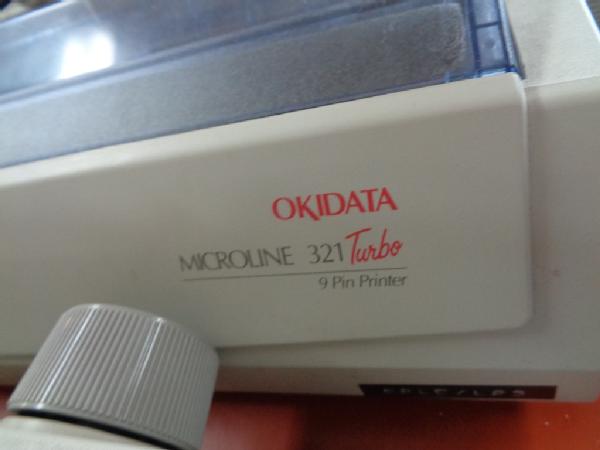 OKIDATA
MICROLINE 321 Turbo
9 Pin Printer